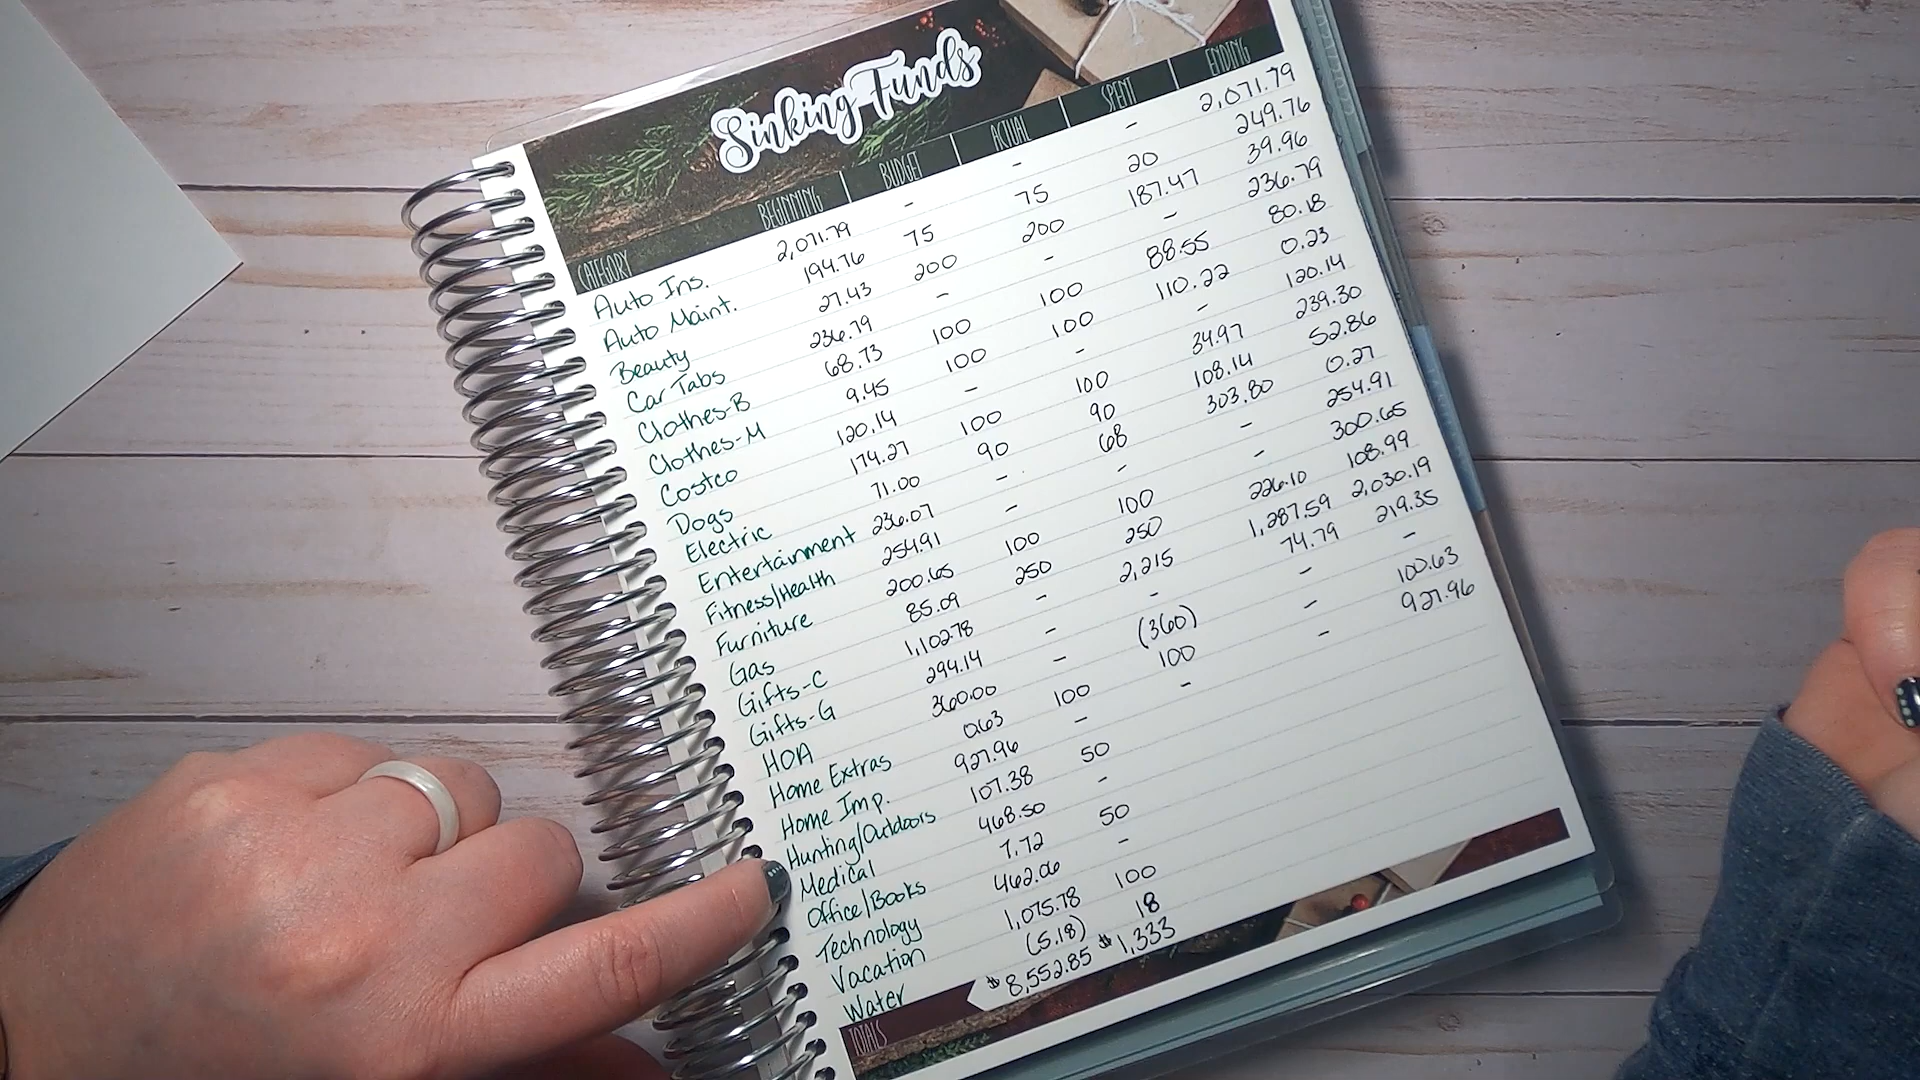 Sinking Funds
CATEGORY BEGINNING BUDGET ACTUAL SPENT ENDING
Auto Ins. 2,071.79 - - - 2,071.79
Auto Maint. 194.76 75 75 20 249.76
Beauty 27.43 200 200 187.47 39.96
Car Tabs 236.79 - - - 236.79
Clothes-B 68.73 100 100 88.55 80.18
Clothes-M 9.45 100 100 110.22 0.23
Costco 120.14 - - - 120.14
Dogs 174.27 100 100 34.97 239.30
Electric 71.00 90 90 108.14 52.86
Entertainment 236.07 - 68 303.80 0.27
Fitness/Health 254.91 - - - 254.91
Furniture 200.65 100 100 - 300.65
Gas 85.09 250 250 226.10 108.99
Gifts-C 1,102.78 - 2,215 1,287.59 2,030.19
Gifts-G 294.14 - - 74.79 219.35
HOA 360.00 - (360) - -
Home Extras 0.63 100 100 - 100.63
Home Imp. 927.96 - - - 927.96
Hunting/Outdoors 107.38 50
Medical 468.50 -
Office/Books 7.72 50
Technology 462.06 -
Vacation 1,075.78 100
Water (5.18) 18
TOTALS $8,552.85 $1,333